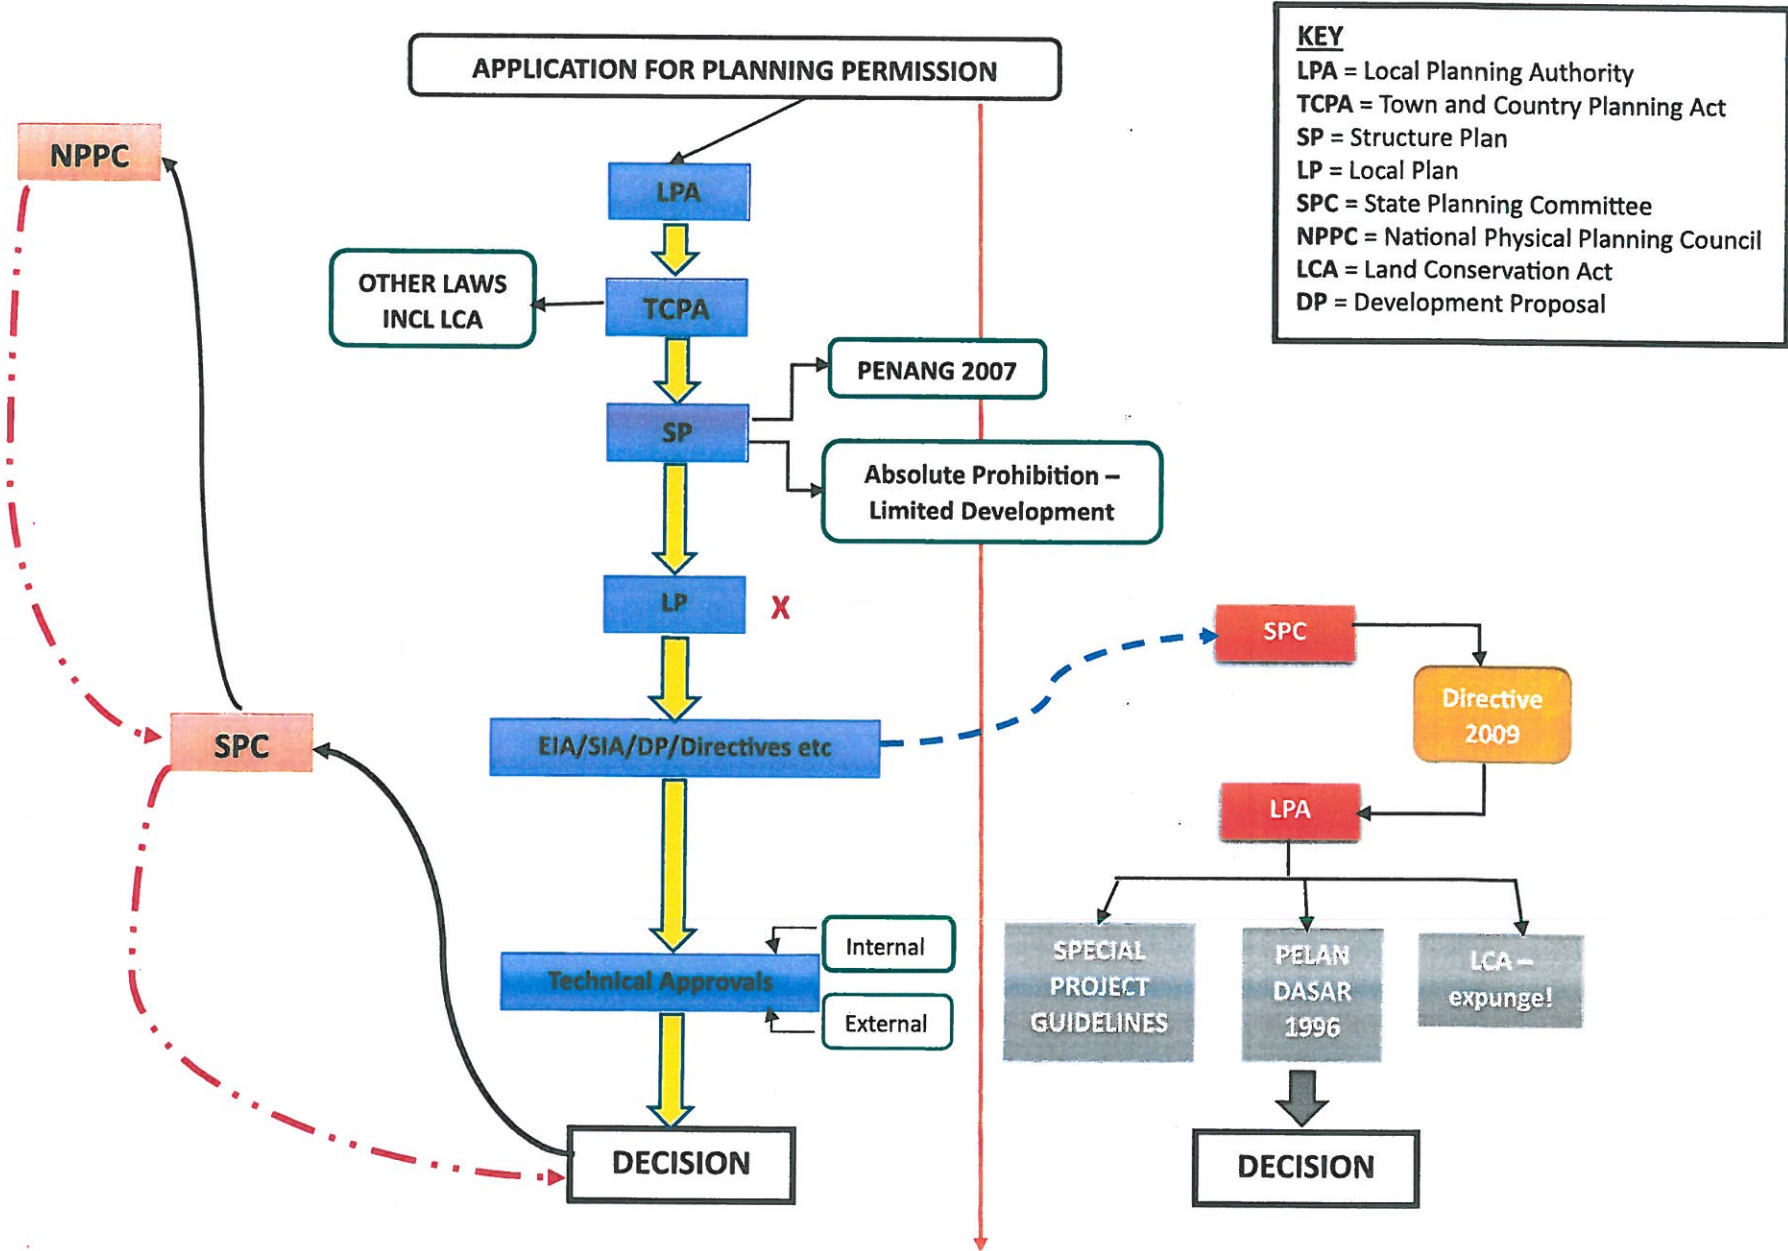 APPLICATION FOR PLANNING PERMISSION
KEY
LPA = Local Planning Authority
TCPA = Town and Country Planning Act
SP = Structure Plan
LP = Local Plan
SPC = State Planning Committee
NPPC = National Physical Planning Council
LCA = Land Conservation Act
DP = Development Proposal
NPPC
LPA
OTHER LAWS
INCL LCA
TCPA
PENANG 2007
SP
Absolute Prohibition –
Limited Development
LP
X
SPC
Directive
2009
SPC
EIA/SIA/DP/Directives etc
LPA
Internal
Technical Approvals
External
SPECIAL
PROJECT
GUIDELINES
PELAN
DASAR
1996
LCA –
expunge!
DECISION
DECISION